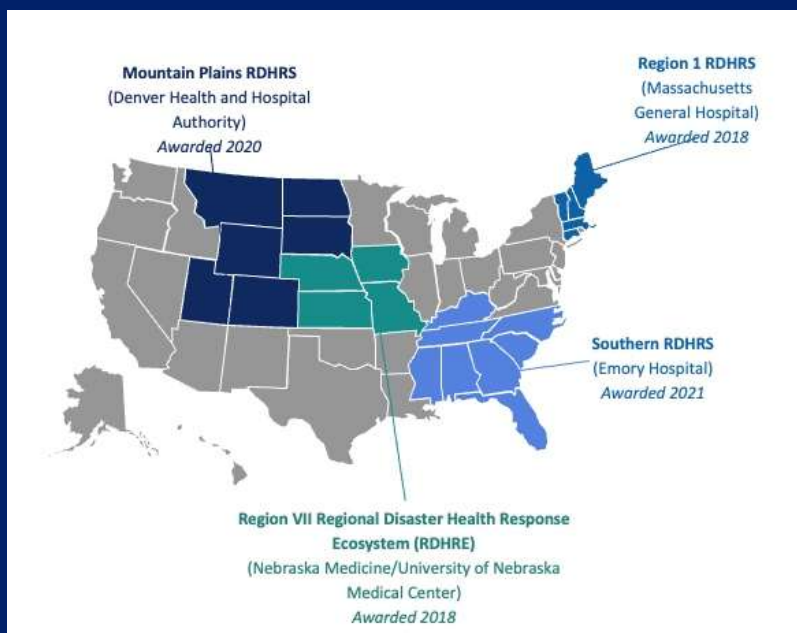 Mountain Plains RDHRS
(Denver Health and Hospital
Authority)
Awarded 2020
Region 1 RDHRS
(Massachusetts
General Hospital)
Awarded 2018
Southern RDHRS
(Emory Hospital)
Awarded 2021
Region VII Regional Disaster Health Response
Ecosystem (RDHRE)
(Nebraska Medicine/University of Nebraska
Medical Center)
Awarded 2018